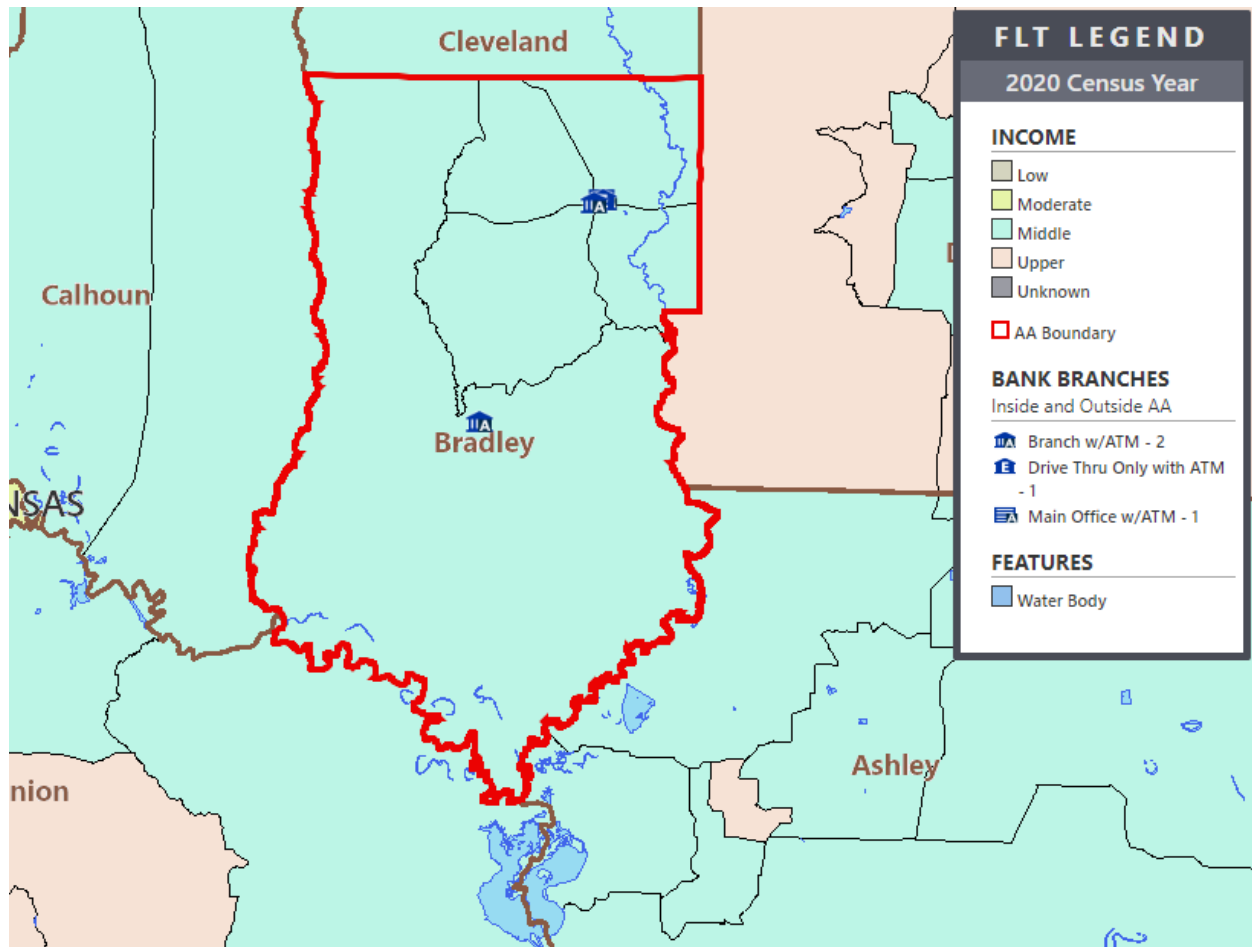 Cleveland
Calhoun
Bradley
NSAS
nion
Ashley
FLT LEGEND
2020 Census Year
INCOME
Low
Moderate
Middle
Upper
Unknown
AA Boundary
BANK BRANCHES
Inside and Outside AA
Branch w/ATM - 2
Drive Thru Only with ATM
- 1
Main Office w/ATM - 1
FEATURES
Water Body